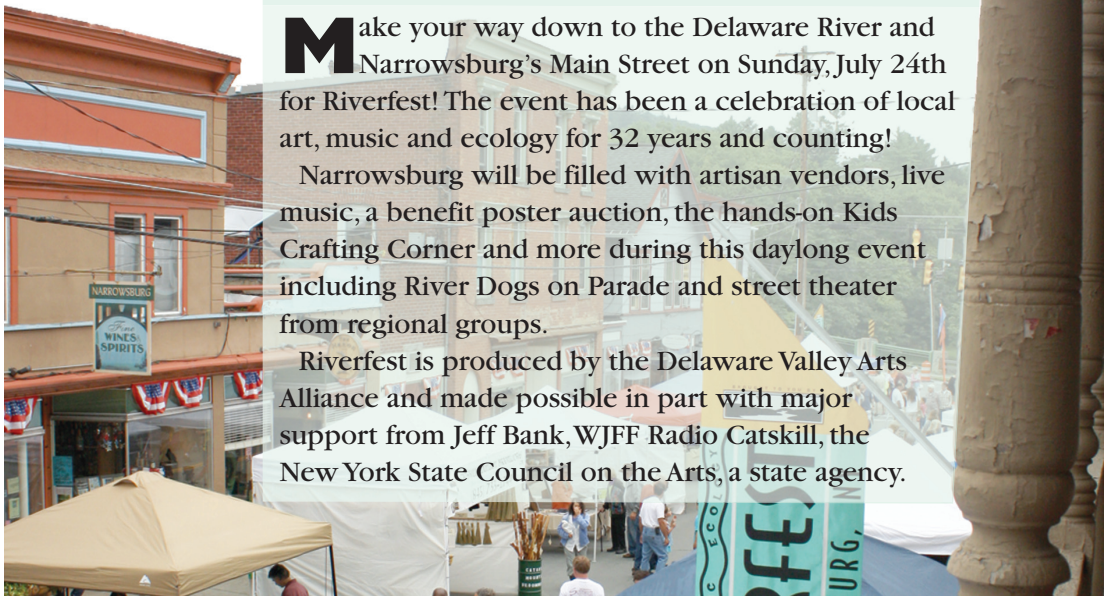 Make your way down to the Delaware River and
Narrowsburg's Main Street on Sunday, July 24th
for Riverfest! The event has been a celebration of local
art, music and ecology for 32 years and counting!
Narrowsburg will be filled with artisan vendors, live
music, a benefit poster auction, the hands-on Kids
Crafting Corner and more during this daylong event
including River Dogs on Parade and street theater
from regional groups.
Riverfest is produced by the Delaware Valley Arts
Alliance and made possible in part with major
support from Jeff Bank, WJFF Radio Catskill, the
New York State Council on the Arts, a state agency.
NARROWSBURG
Fine
WINES
SPIRITS
C ECOL
RFEST
URG, N